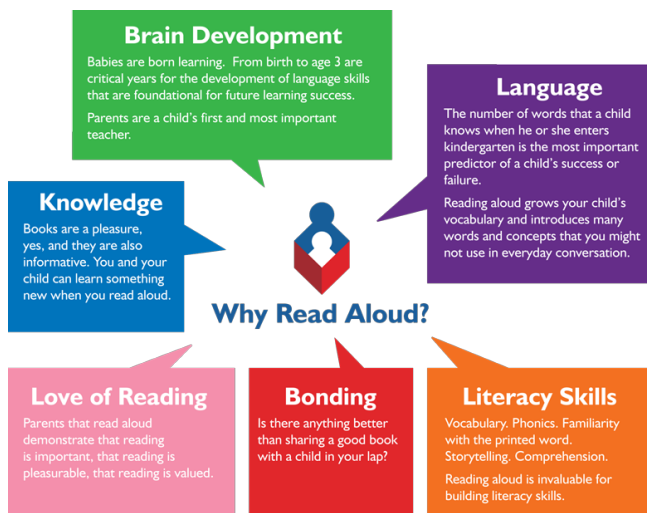 Brain Development
Babies are born learning. From birth to age 3 are
critical years for the development of language skills
that are foundational for future learning success.
Parents are a child's first and most important
teacher.
Language
The number of words that a child
knows when he or she enters
kindergarten is the most important
predictor of a child's success or
failure.
Reading aloud grows your child's
vocabulary and introduces many
words and concepts that you might
not use in everyday conversation.
Knowledge
Books are a pleasure,
yes, and they are also
informative. You and your
child can learn something
new when you read aloud.
Why Read Aloud?
Love of Reading
Parents that read aloud
demonstrate that reading
is important, that reading is
pleasurable, that reading is valued.
Bonding
Is there anything better
than sharing a good book
with a child in your lap?
Literacy Skills
Vocabulary. Phonics. Familiarity
with the printed word.
Storytelling. Comprehension.
Reading aloud is invaluable for
building literacy skills.